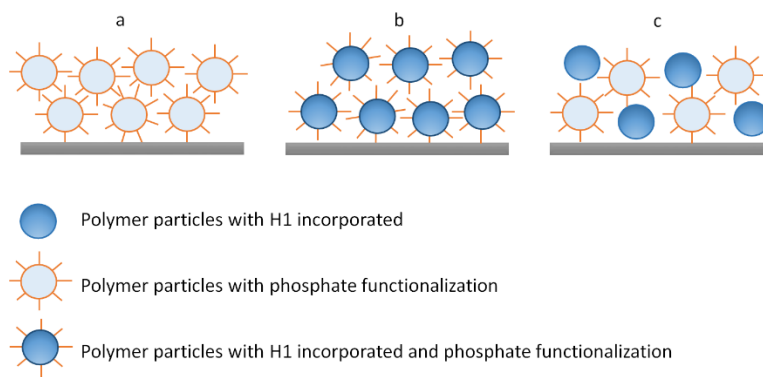 a
b
c
Polymer particles with H1 incorporated
Polymer particles with phosphate functionalization
Polymer particles with H1 incorporated and phosphate functionalization